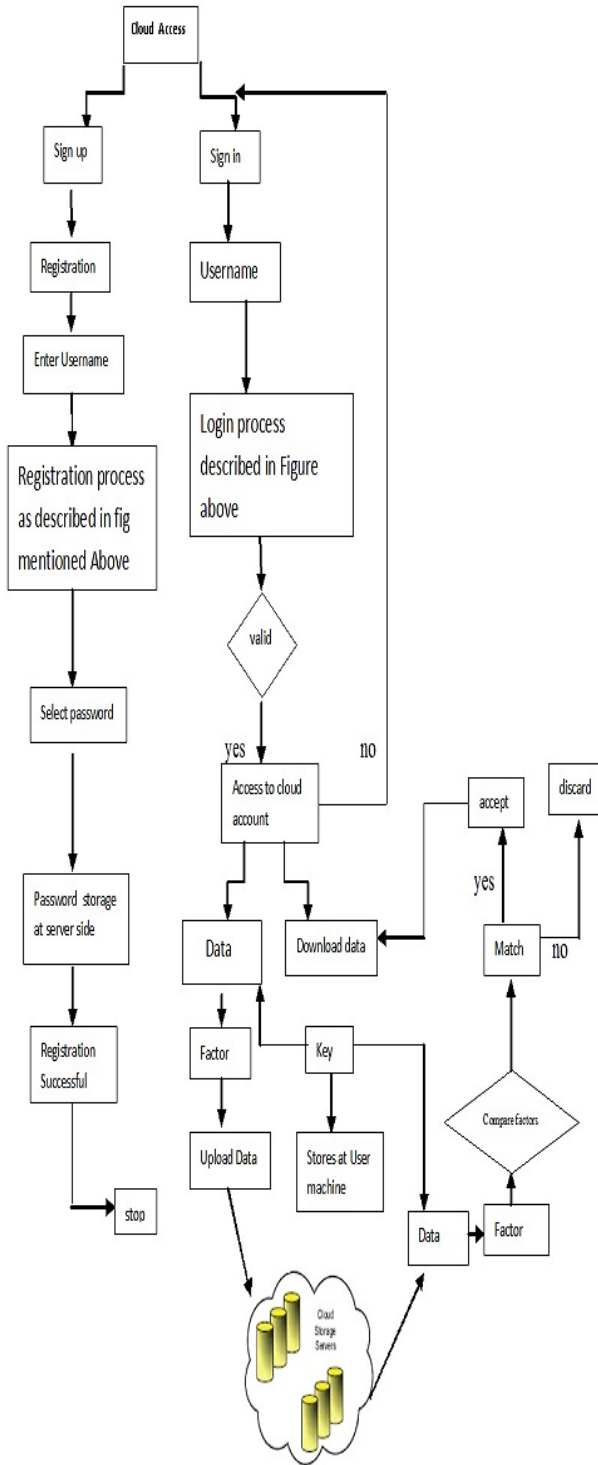 Cloud Access
Sign up
Sign in
Registration
Username
Enter Username
Login process
described in Figure
above
Registration process
as described in fig
mentioned Above
valid
Select password
yes
no
Access to cloud
account
accept
discard
yes
Password storage
at server side
Data
Download data
Match
no
Registration
Successful
Factor
Key
Compare factors
Upload Data
Stores at User
machine
stop
Data
Factor
Cloud
Storage
Servers